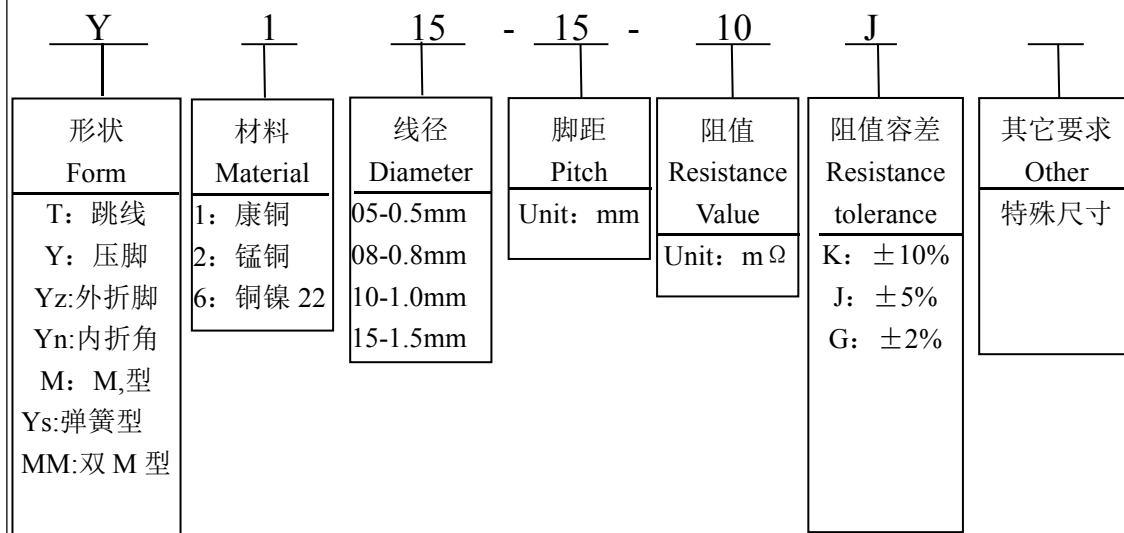 Y 1 15 - 15 - 10 J
形状
Form
T：跳线
Y：压脚
Yz:外折脚
Yn:内折角
M：M,型
Ys:弹簧型
MM:双 M 型
材料
Material
1：康铜
2：锰铜
6：铜镍 22
线径
Diameter
05-0.5mm
08-0.8mm
10-1.0mm
15-1.5mm
脚距
Pitch
Unit：mm
阻值
Resistance
Value
Unit：mΩ
阻值容差
Resistance
tolerance
K：±10%
J：±5%
G：±2%
其它要求
Other
特殊尺寸